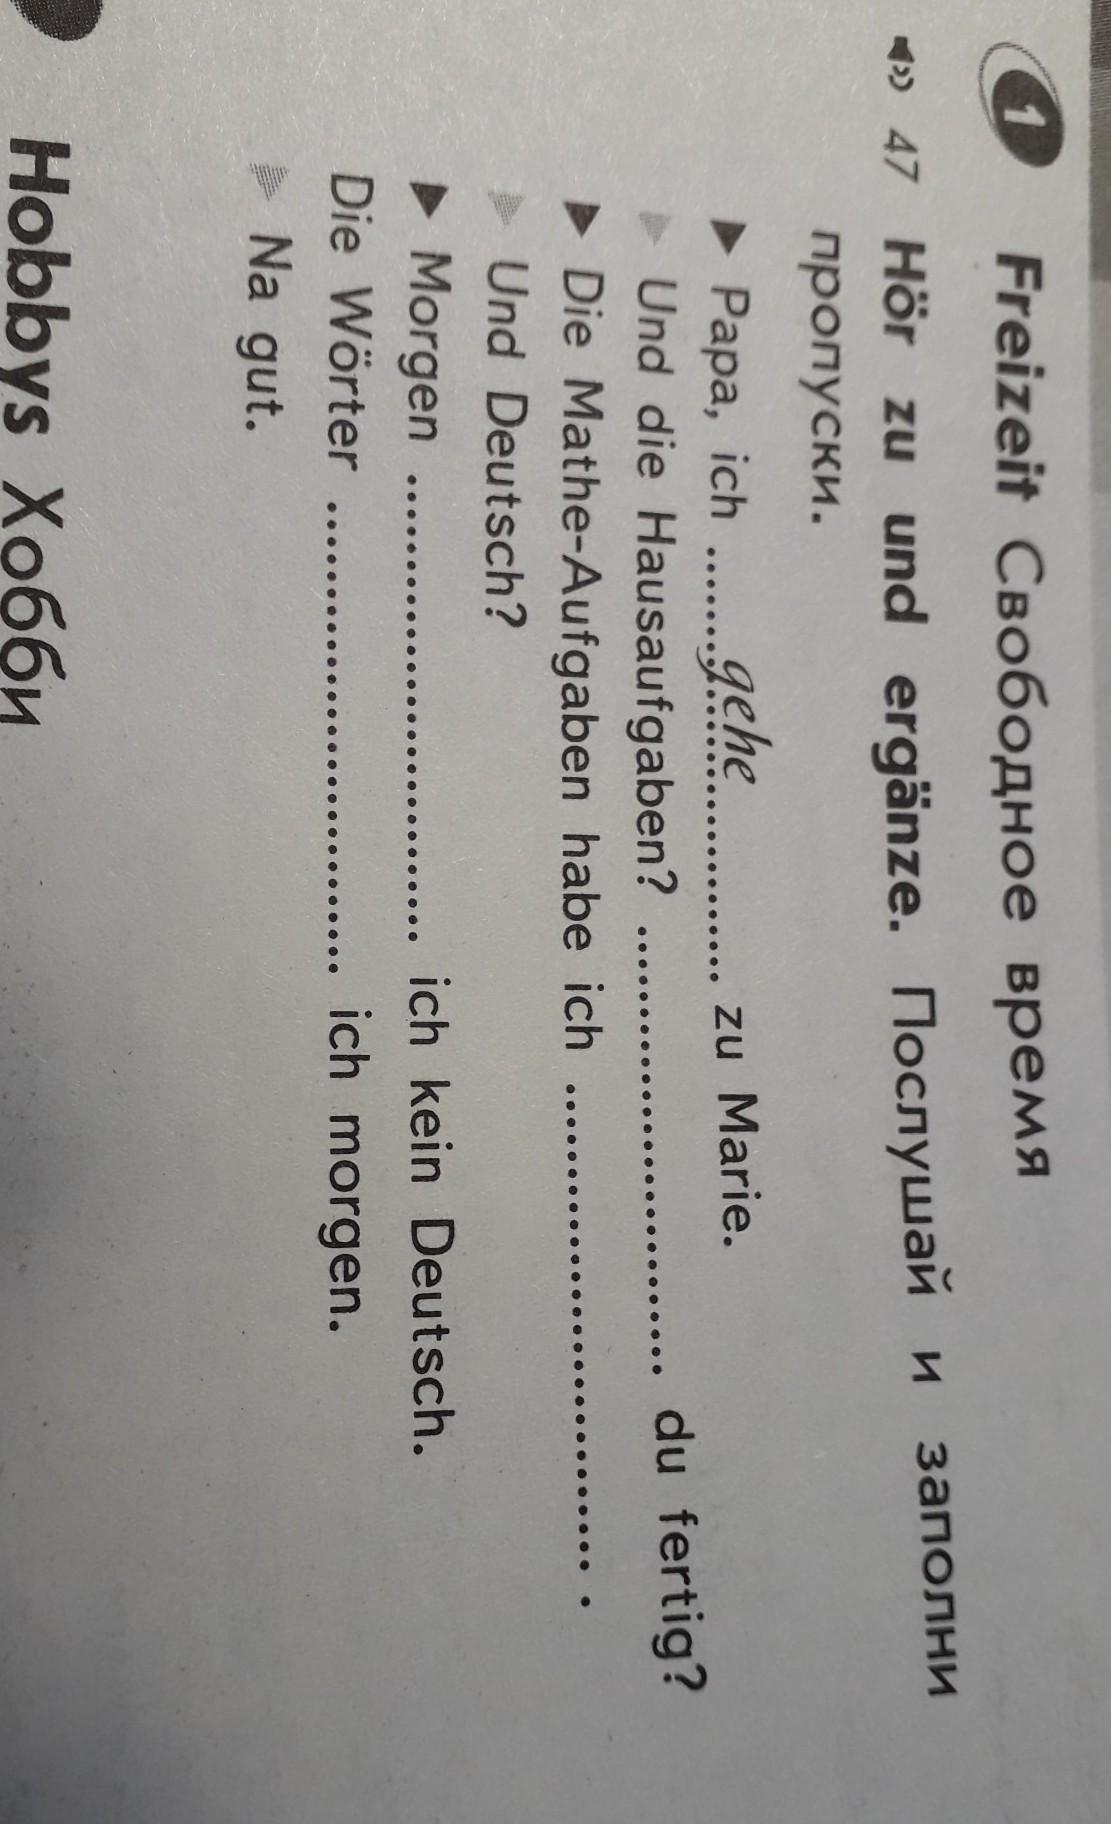 1 Freizeit Свободное время
47 Hör zu und ergänze. Послушай и заполни
пропуски.
▶ Papa, ich ........gehe................ zu Marie.
▶ Und die Hausaufgaben? ................................ du fertig?
▶ Die Mathe-Aufgaben habe ich ................................ .
▶ Und Deutsch?
▶ Morgen ................................ ich kein Deutsch.
Die Wörter ................................ ich morgen.
▶ Na gut.
Hobbys Хобби